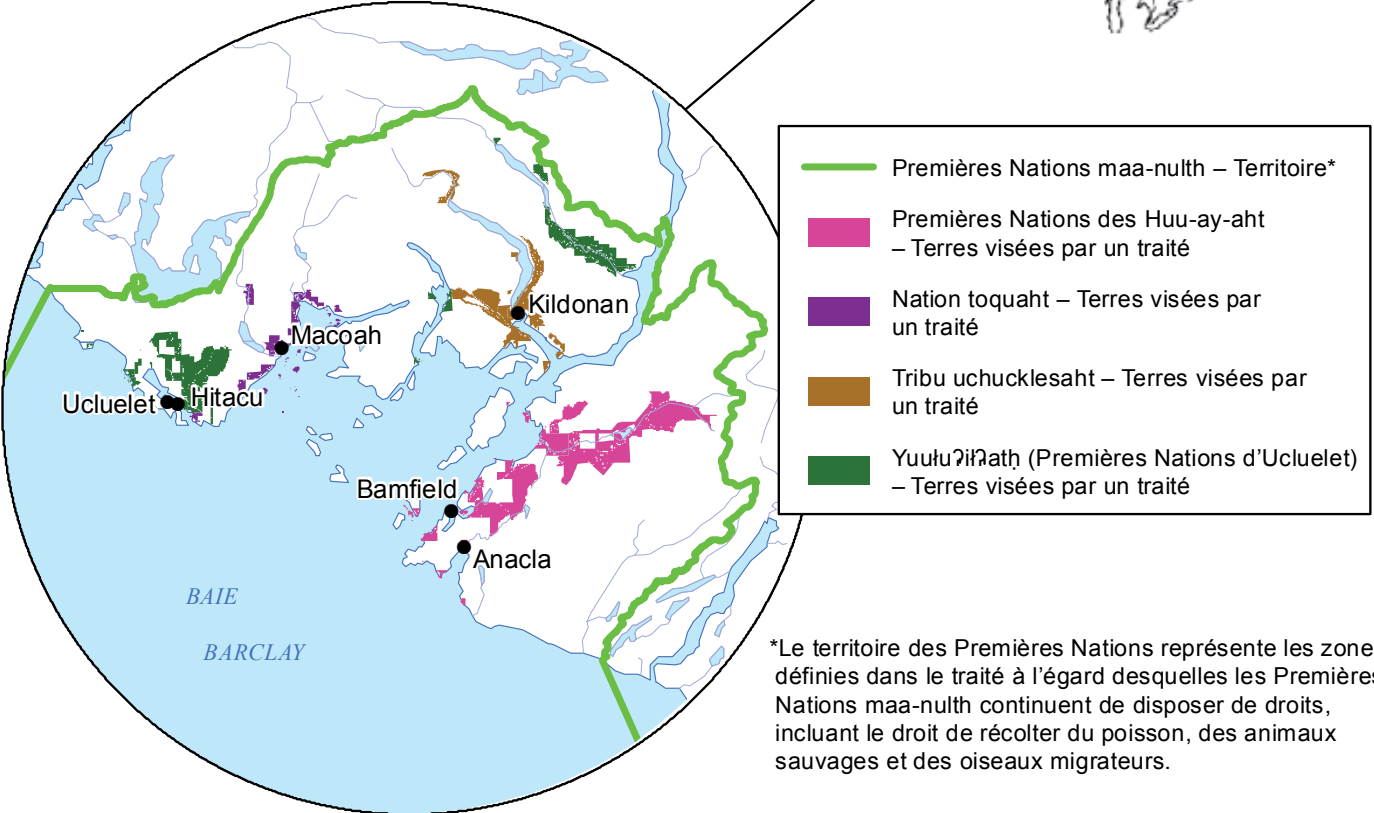 Kildonan
Macoah
Ucluelet
Hitacu
Bamfield
Anacla
BAIE
BARCLAY
Premières Nations maa-nulth – Territoire*
Premières Nations des Huu-ay-aht
– Terres visées par un traité
Nation toquaht – Terres visées par
un traité
Tribu uchucklesaht – Terres visées par
un traité
Yuułuʔiłʔatḥ (Premières Nations d'Ucluelet)
– Terres visées par un traité
*Le territoire des Premières Nations représente les zone
définies dans le traité à l'égard desquelles les Premières
Nations maa-nulth continuent de disposer de droits,
incluant le droit de récolter du poisson, des animaux
sauvages et des oiseaux migrateurs.